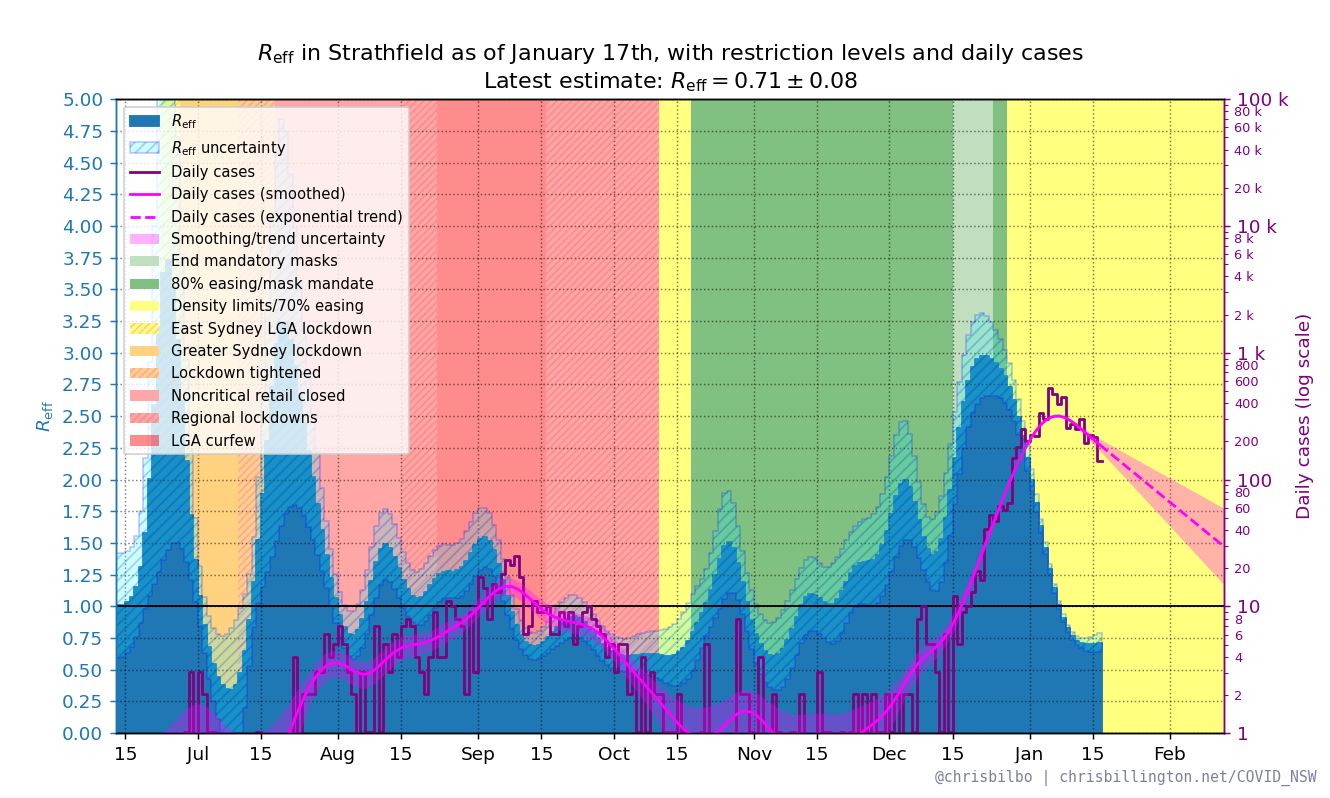 Reff in Strathfield as of January 17th, with restriction levels and daily cases
Latest estimate: Reff = 0.71 ± 0.08
5.00
4.75
4.50
4.25
4.00
3.75
3.50
3.25
3.00
2.75
2.50
2.25
2.00
1.75
1.50
1.25
1.00
0.75
0.50
0.25
0.00
Reff
Reff
Reff uncertainty
Daily cases
Daily cases (smoothed)
Daily cases (exponential trend)
Smoothing/trend uncertainty
End mandatory masks
80% easing/mask mandate
Density limits/70% easing
East Sydney LGA lockdown
Greater Sydney lockdown
Lockdown tightened
Noncritical retail closed
Regional lockdowns
LGA curfew
100 k
80 k
60 k
40 k
20 k
10 k
8 k
6 k
4 k
2 k
1 k
800
600
400
200
100
80
60
40
20
10
8
6
4
2
1
Daily cases (log scale)
15 Jul 15 Aug 15 Sep 15 Oct 15 Nov 15 Dec 15 Jan 15 Feb
@chrisbilbo | chrisbillington.net/COVID_NSW